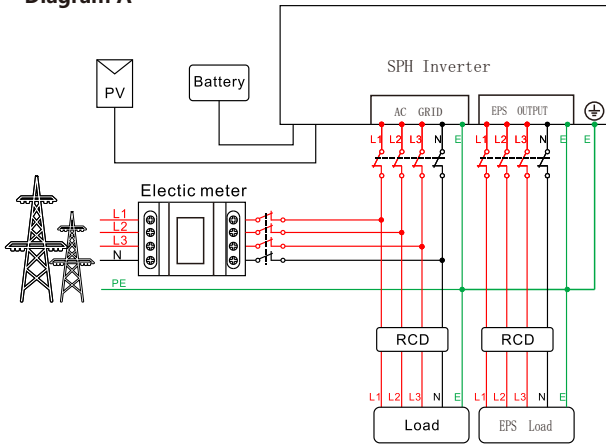 Diagram A
SPH Inverter
PV
Battery
AC GRID
EPS OUTPUT
L1 L2 L3 N E
L1 L2 L3 N E E
Electic meter
L1
L2
L3
N
PE
RCD
RCD
L1 L2 L3 N E
L1 L2 L3 N E
Load
EPS Load